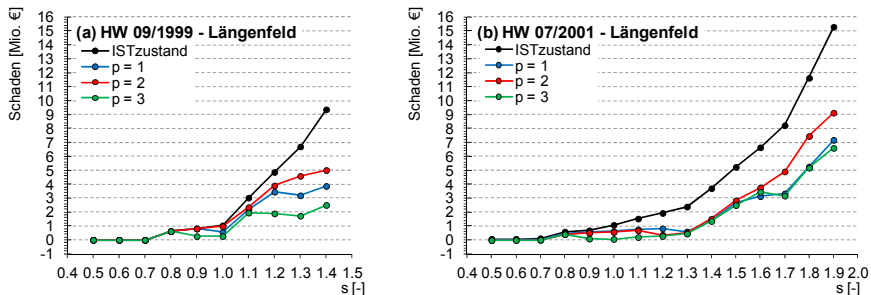 (a) HW 09/1999 - Längenfeld
Schaden [Mio. €]
ISTzustand
p = 1
p = 2
p = 3
16
15
14
13
12
11
10
9
8
7
6
5
4
3
2
1
0
-1
0.4 0.5 0.6 0.7 0.8 0.9 1.0 1.1 1.2 1.3 1.4 1.5
s [-]
(b) HW 07/2001 - Längenfeld
Schaden [Mio. €]
ISTzustand
p = 1
p = 2
p = 3
16
15
14
13
12
11
10
9
8
7
6
5
4
3
2
1
0
-1
0.4 0.5 0.6 0.7 0.8 0.9 1.0 1.1 1.2 1.3 1.4 1.5 1.6 1.7 1.8 1.9 2.0
s [-]